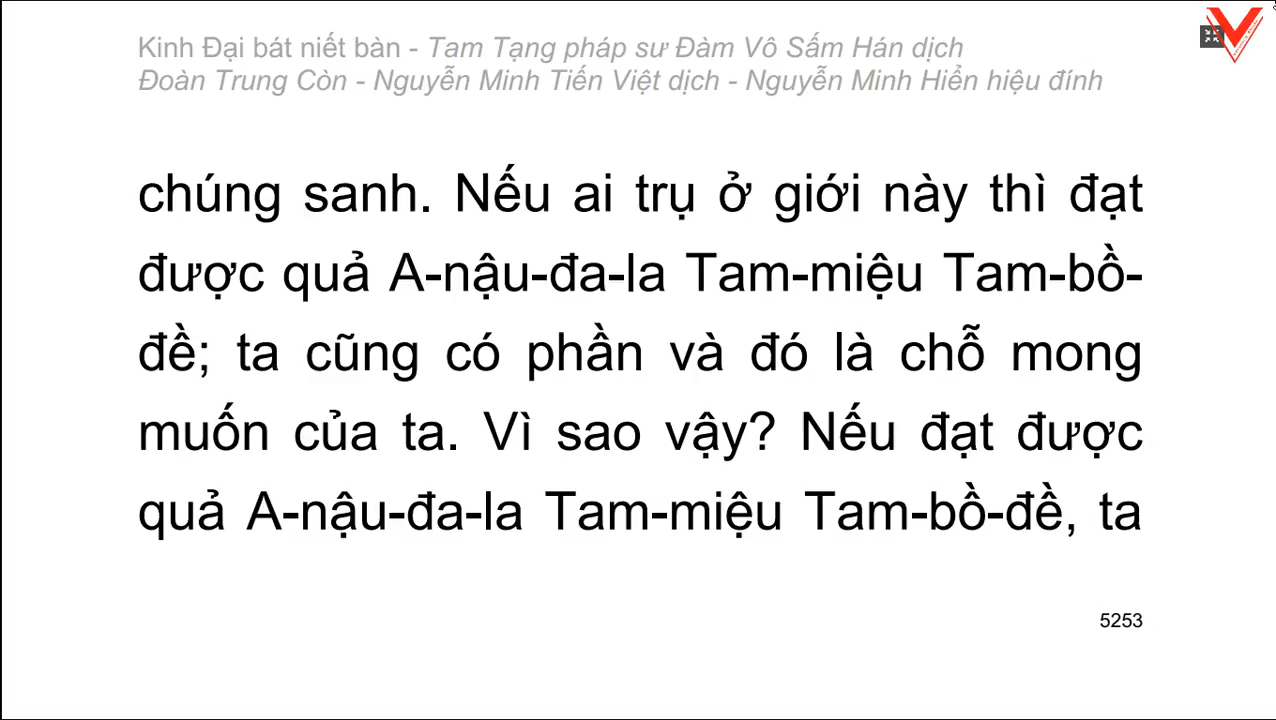 Kinh Đại bát niết bàn - Tam Tạng pháp sư Đàm Vô Sấm Hán dịch
Đoàn Trung Còn - Nguyễn Minh Tiến Việt dịch - Nguyễn Minh Hiển hiệu đính
chúng sanh. Nếu ai trụ ở giới này thì đạt
được quả A-nậu-đa-la Tam-miệu Tam-bồ-
đề; ta cũng có phần và đó là chỗ mong
muốn của ta. Vì sao vậy? Nếu đạt được
quả A-nậu-đa-la Tam-miệu Tam-bồ-đề, ta
5253